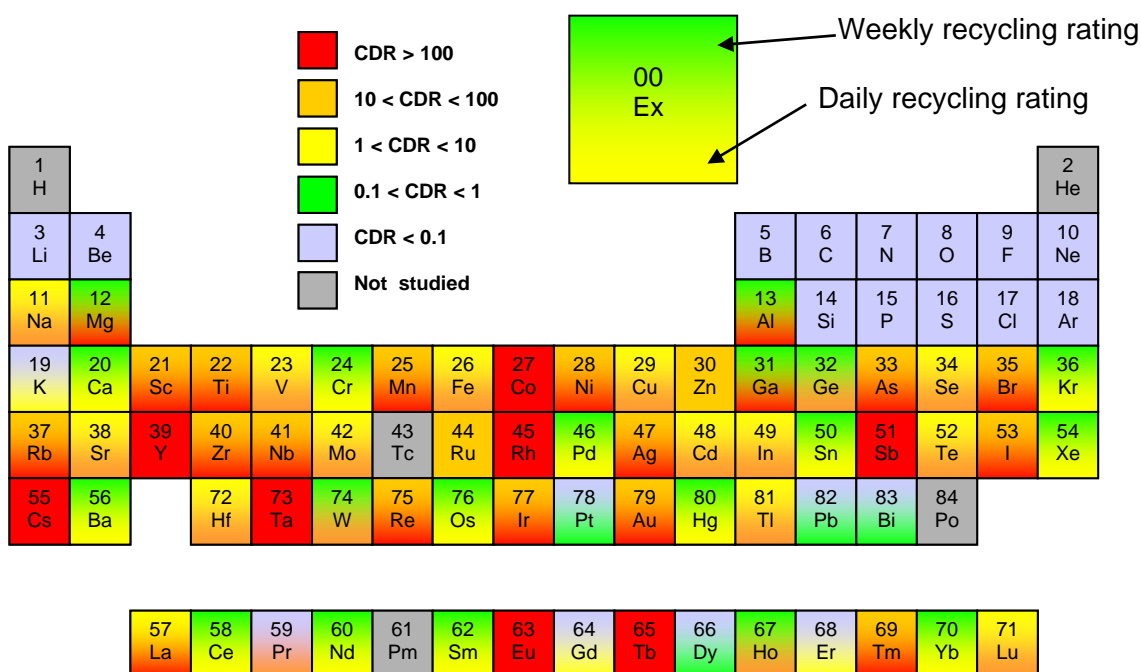 CDR > 100
10 < CDR < 100
1 < CDR < 10
0.1 < CDR < 1
CDR < 0.1
Not studied
00
Ex
Weekly recycling rating
Daily recycling rating
1
H
2
He
3 4 5 6 7 8 9 10
Li Be B C N O F Ne
11 12 13 14 15 16 17 18
Na Mg Al Si P S Cl Ar
19 20 21 22 23 24 25 26 27 28 29 30 31 32 33 34 35 36
K Ca Sc Ti V Cr Mn Fe Co Ni Cu Zn Ga Ge As Se Br Kr
37 38 39 40 41 42 43 44 45 46 47 48 49 50 51 52 53 54
Rb Sr Y Zr Nb Mo Tc Ru Rh Pd Ag Cd In Sn Sb Te I Xe
55 56 72 73 74 75 76 77 78 79 80 81 82 83 84
Cs Ba Hf Ta W Re Os Ir Pt Au Hg Tl Pb Bi Po
57 58 59 60 61 62 63 64 65 66 67 68 69 70 71
La Ce Pr Nd Pm Sm Eu Gd Tb Dy Ho Er Tm Yb Lu